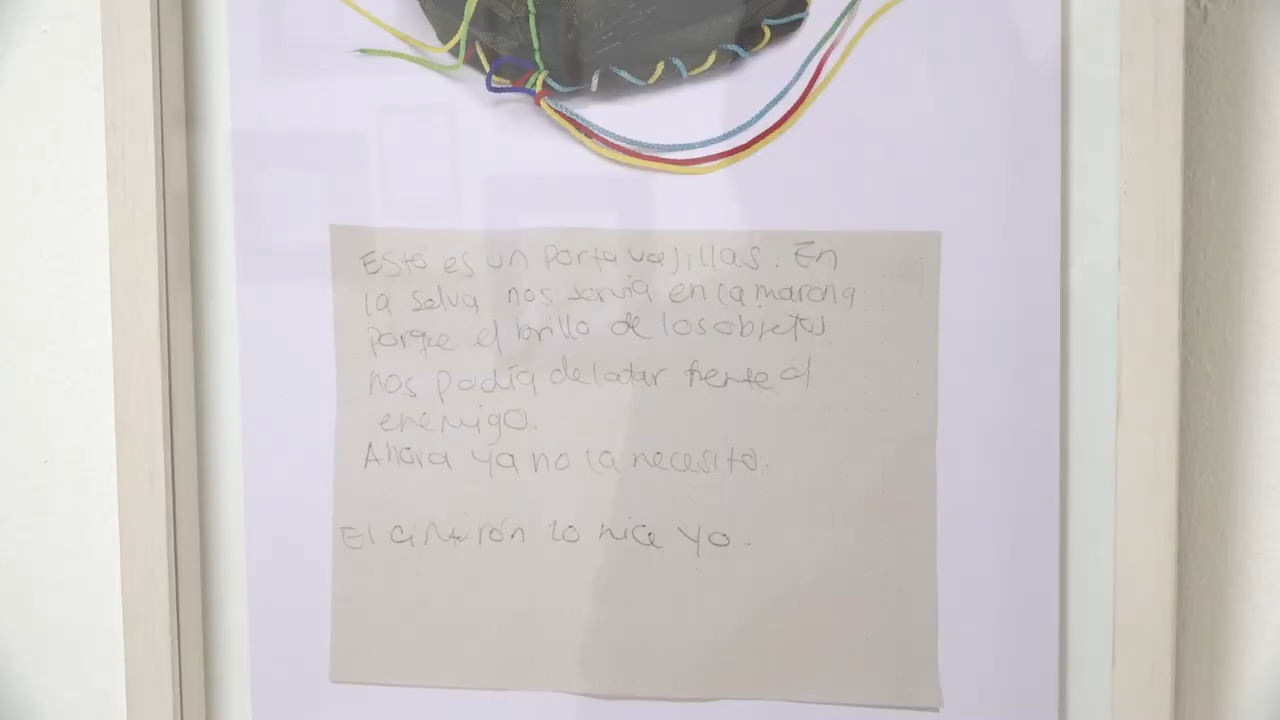 Esto es un porta vajillas. En
la selva nos servía en la marcha
porque el brillo de los objetos
nos podía delatar frente al
enemigo.
Ahora ya no la necesito.
El cinturón lo hice yo.